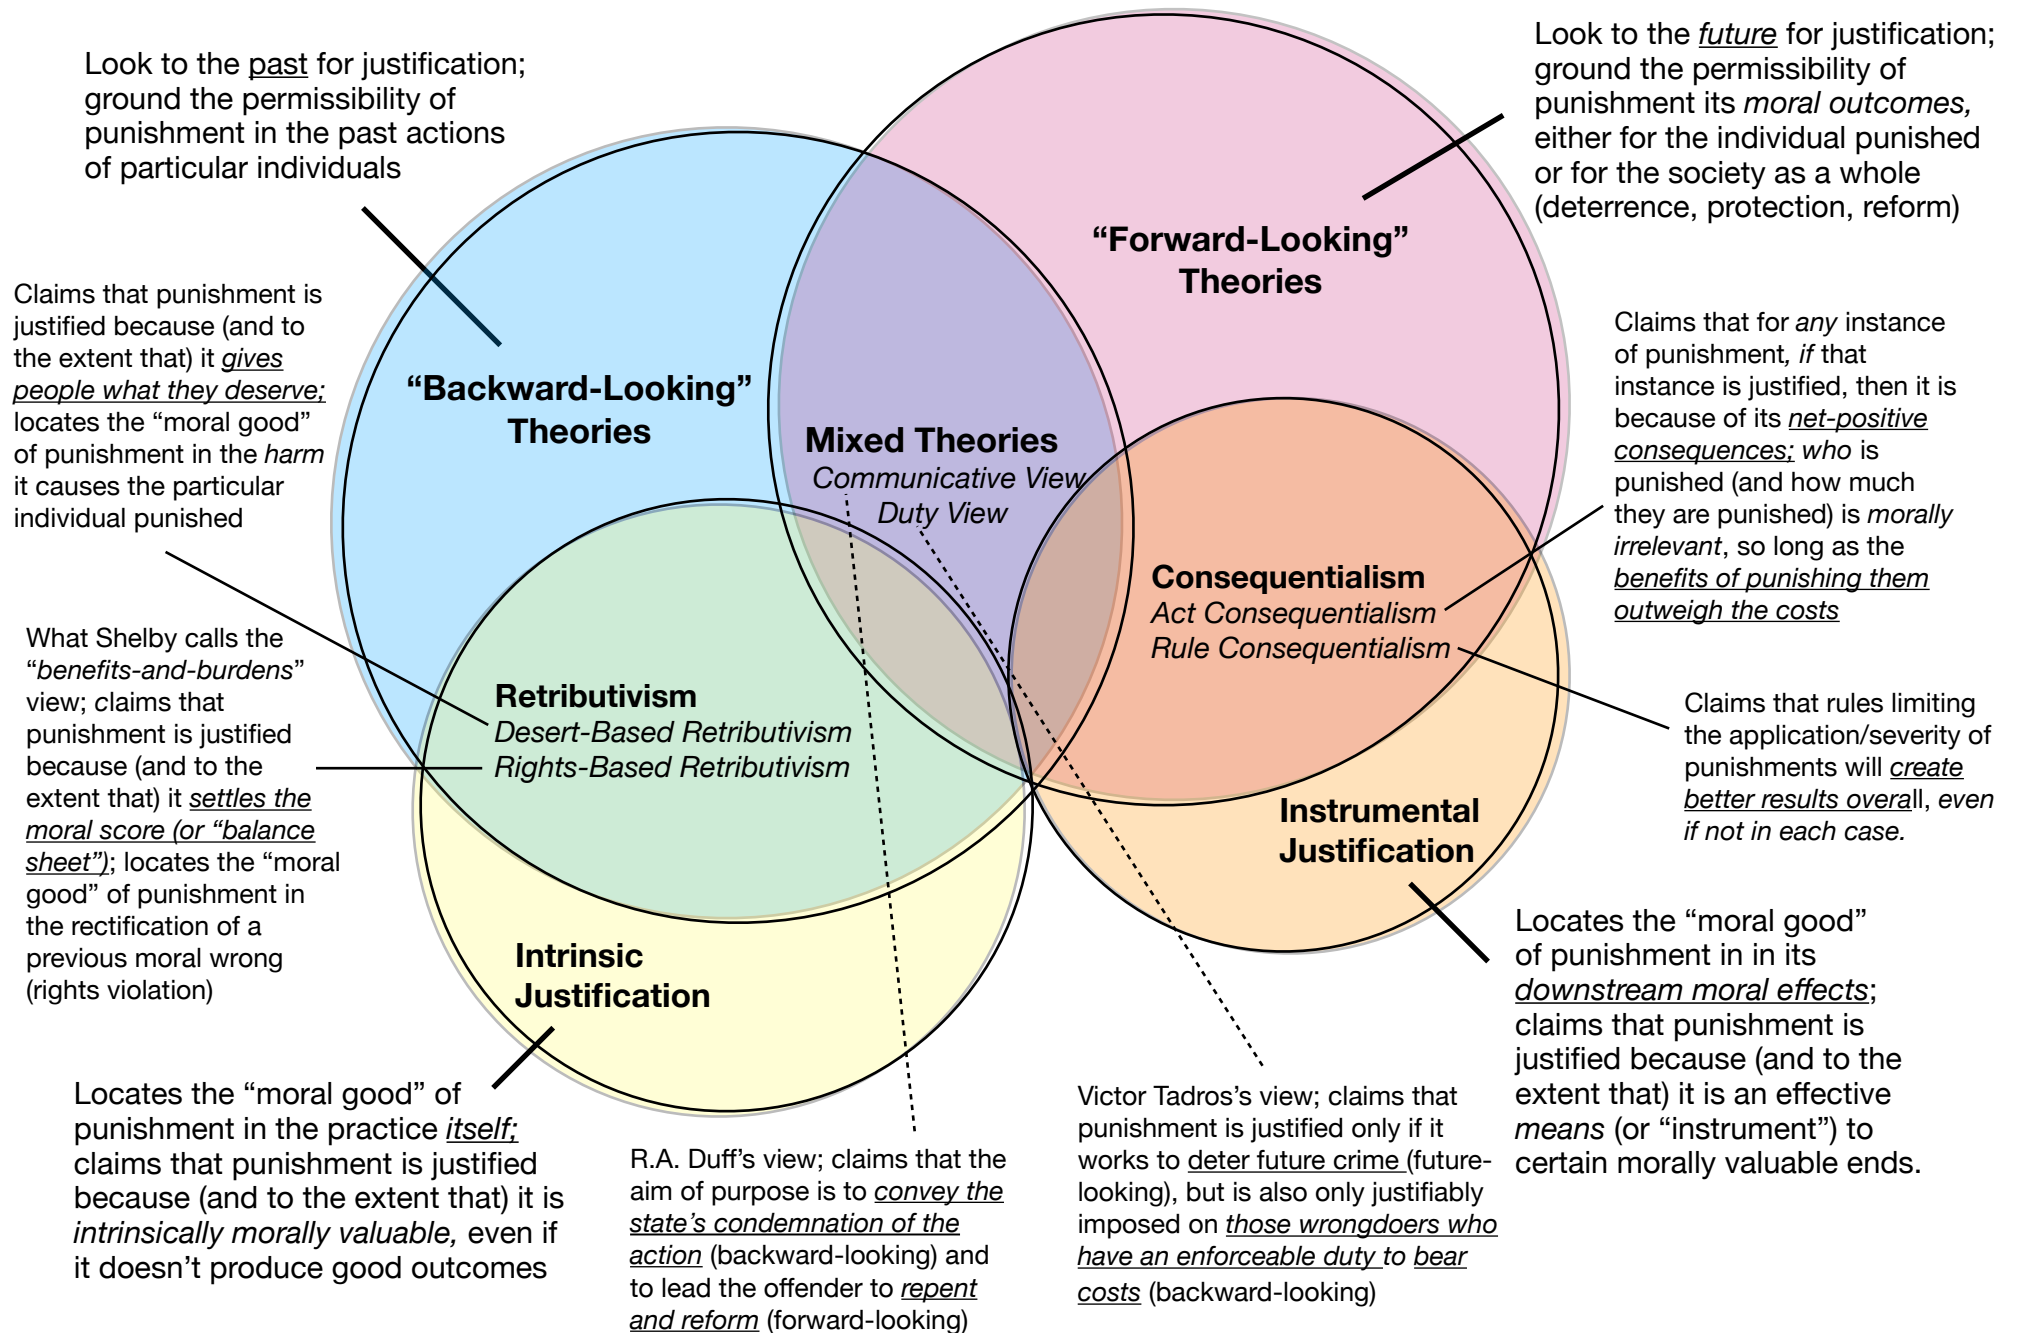 Look to the past for justification;
ground the permissibility of
punishment in the past actions
of particular individuals
Look to the future for justification;
ground the permissibility of
punishment its moral outcomes,
either for the individual punished
or for the society as a whole
(deterrence, protection, reform)
“Forward-Looking”
Theories
Claims that punishment is
justified because (and to
the extent that) it gives
people what they deserve;
locates the “moral good”
of punishment in the harm
it causes the particular
individual punished
“Backward-Looking”
Theories
Mixed Theories
Communicative View
Duty View
Claims that for any instance
of punishment, if that
instance is justified, then it is
because of its net-positive
consequences; who is
punished (and how much
they are punished) is morally
irrelevant, so long as the
benefits of punishing them
outweigh the costs
Consequentialism
Act Consequentialism
Rule Consequentialism
What Shelby calls the
“benefits-and-burdens”
view; claims that
punishment is justified
because (and to the
extent that) it settles the
moral score (or “balance
sheet”); locates the “moral
good” of punishment in
the rectification of a
previous moral wrong
(rights violation)
Retributivism
Desert-Based Retributivism
Rights-Based Retributivism
Claims that rules limiting
the application/severity of
punishments will create
better results overall, even
if not in each case.
Instrumental
Justification
Intrinsic
Justification
Locates the “moral good”
of punishment in in its
downstream moral effects;
claims that punishment is
justified because (and to the
extent that) it is an effective
means (or “instrument”) to
certain morally valuable ends.
Locates the “moral good” of
punishment in the practice itself;
claims that punishment is justified
because (and to the extent that) it is
intrinsically morally valuable, even if
it doesn’t produce good outcomes
R.A. Duff’s view; claims that the
aim of purpose is to convey the
state’s condemnation of the
action (backward-looking) and
to lead the offender to repent
and reform (forward-looking)
Victor Tadros’s view; claims that
punishment is justified only if it
works to deter future crime (future-
looking), but is also only justifiably
imposed on those wrongdoers who
have an enforceable duty to bear
costs (backward-looking)